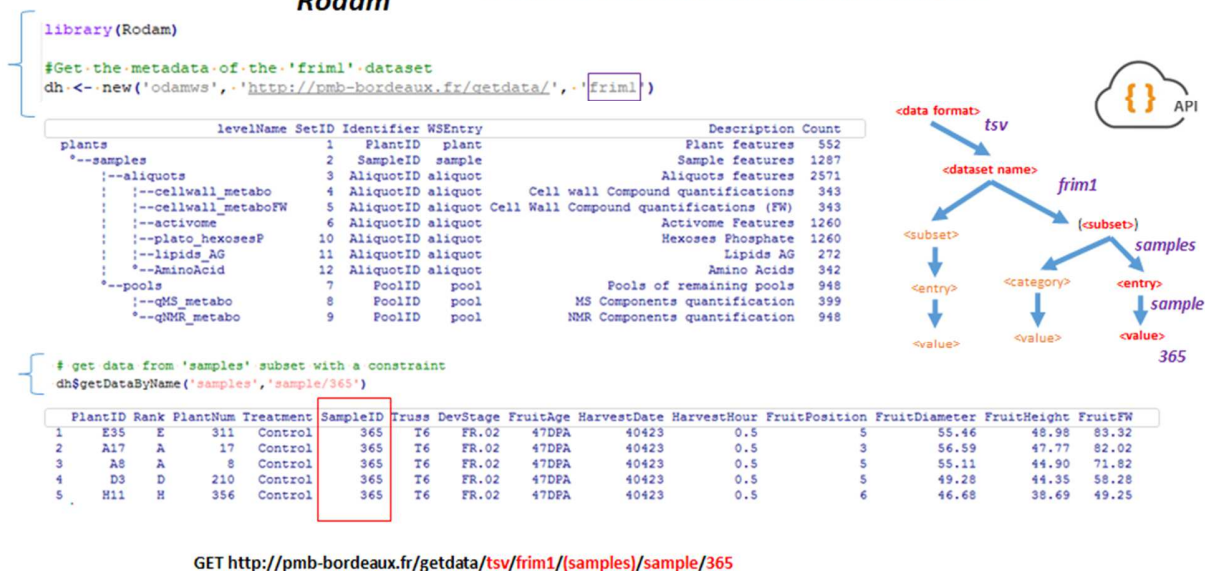 Rodam
library(Rodam)
#Get the metadata of the 'frim1' dataset
dh <- new('odamws', 'http://pmb-bordeaux.fr/getdata/', 'frim1')
levelName SetID Identifier WSEntry Description Count
plants 1 PlantID plant Plant features 552
°--samples 2 SampleID sample Sample features 1287
¦--aliquots 3 AliquotID aliquot Aliquots features 2571
¦ ¦--cellwall_metabo 4 AliquotID aliquot Cell wall Compound quantifications 343
¦ ¦--cellwall_metaboFW 5 AliquotID aliquot Cell Wall Compound quantifications (FW) 343
¦ ¦--activome 6 AliquotID aliquot Activome Features 1260
¦ ¦--plato_hexosesP 10 AliquotID aliquot Hexoses Phosphate 1260
¦ ¦--lipids_AG 11 AliquotID aliquot Lipids AG 272
¦ °--AminoAcid 12 AliquotID aliquot Amino Acids 342
°--pools 7 PoolID pool Pools of remaining pools 948
¦--qMS_metabo 8 PoolID pool MS Components quantification 399
°--qNMR_metabo 9 PoolID pool NMR Components quantification 948
{} API
<data format> tsv
<dataset name> frim1
<subset> (<subset>) samples
<entry> <category> <entry> sample
<value> <value> <value> 365
# get data from 'samples' subset with a constraint
dh$getDataByName('samples','sample/365')
PlantID Rank PlantNum Treatment SampleID Truss DevStage FruitAge HarvestDate HarvestHour FruitPosition FruitDiameter FruitHeight FruitFW
1 E35 E 311 Control 365 T6 FR.02 47DPA 40423 0.5 5 55.46 48.98 83.32
2 A17 A 17 Control 365 T6 FR.02 47DPA 40423 0.5 3 56.59 47.77 82.02
3 A8 A 8 Control 365 T6 FR.02 47DPA 40423 0.5 5 55.11 44.90 71.82
4 D3 D 210 Control 365 T6 FR.02 47DPA 40423 0.5 5 49.28 44.35 58.28
5 H11 H 356 Control 365 T6 FR.02 47DPA 40423 0.5 6 46.68 38.69 49.25
GET http://pmb-bordeaux.fr/getdata/tsv/frim1/(samples)/sample/365